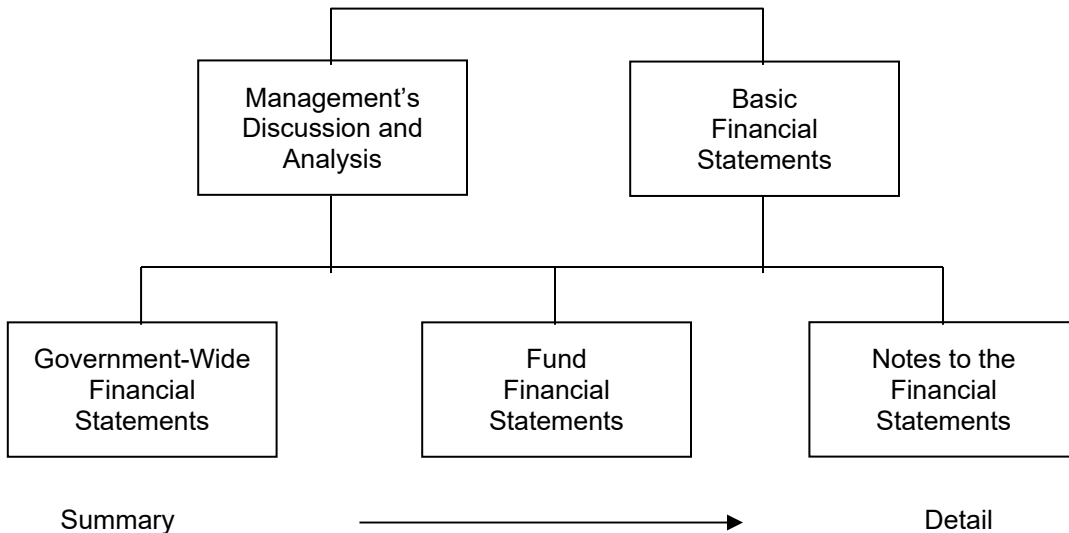 Management’s
Discussion and
Analysis
Basic
Financial
Statements
Government-Wide
Financial
Statements
Fund
Financial
Statements
Notes to the
Financial
Statements
Summary
Detail